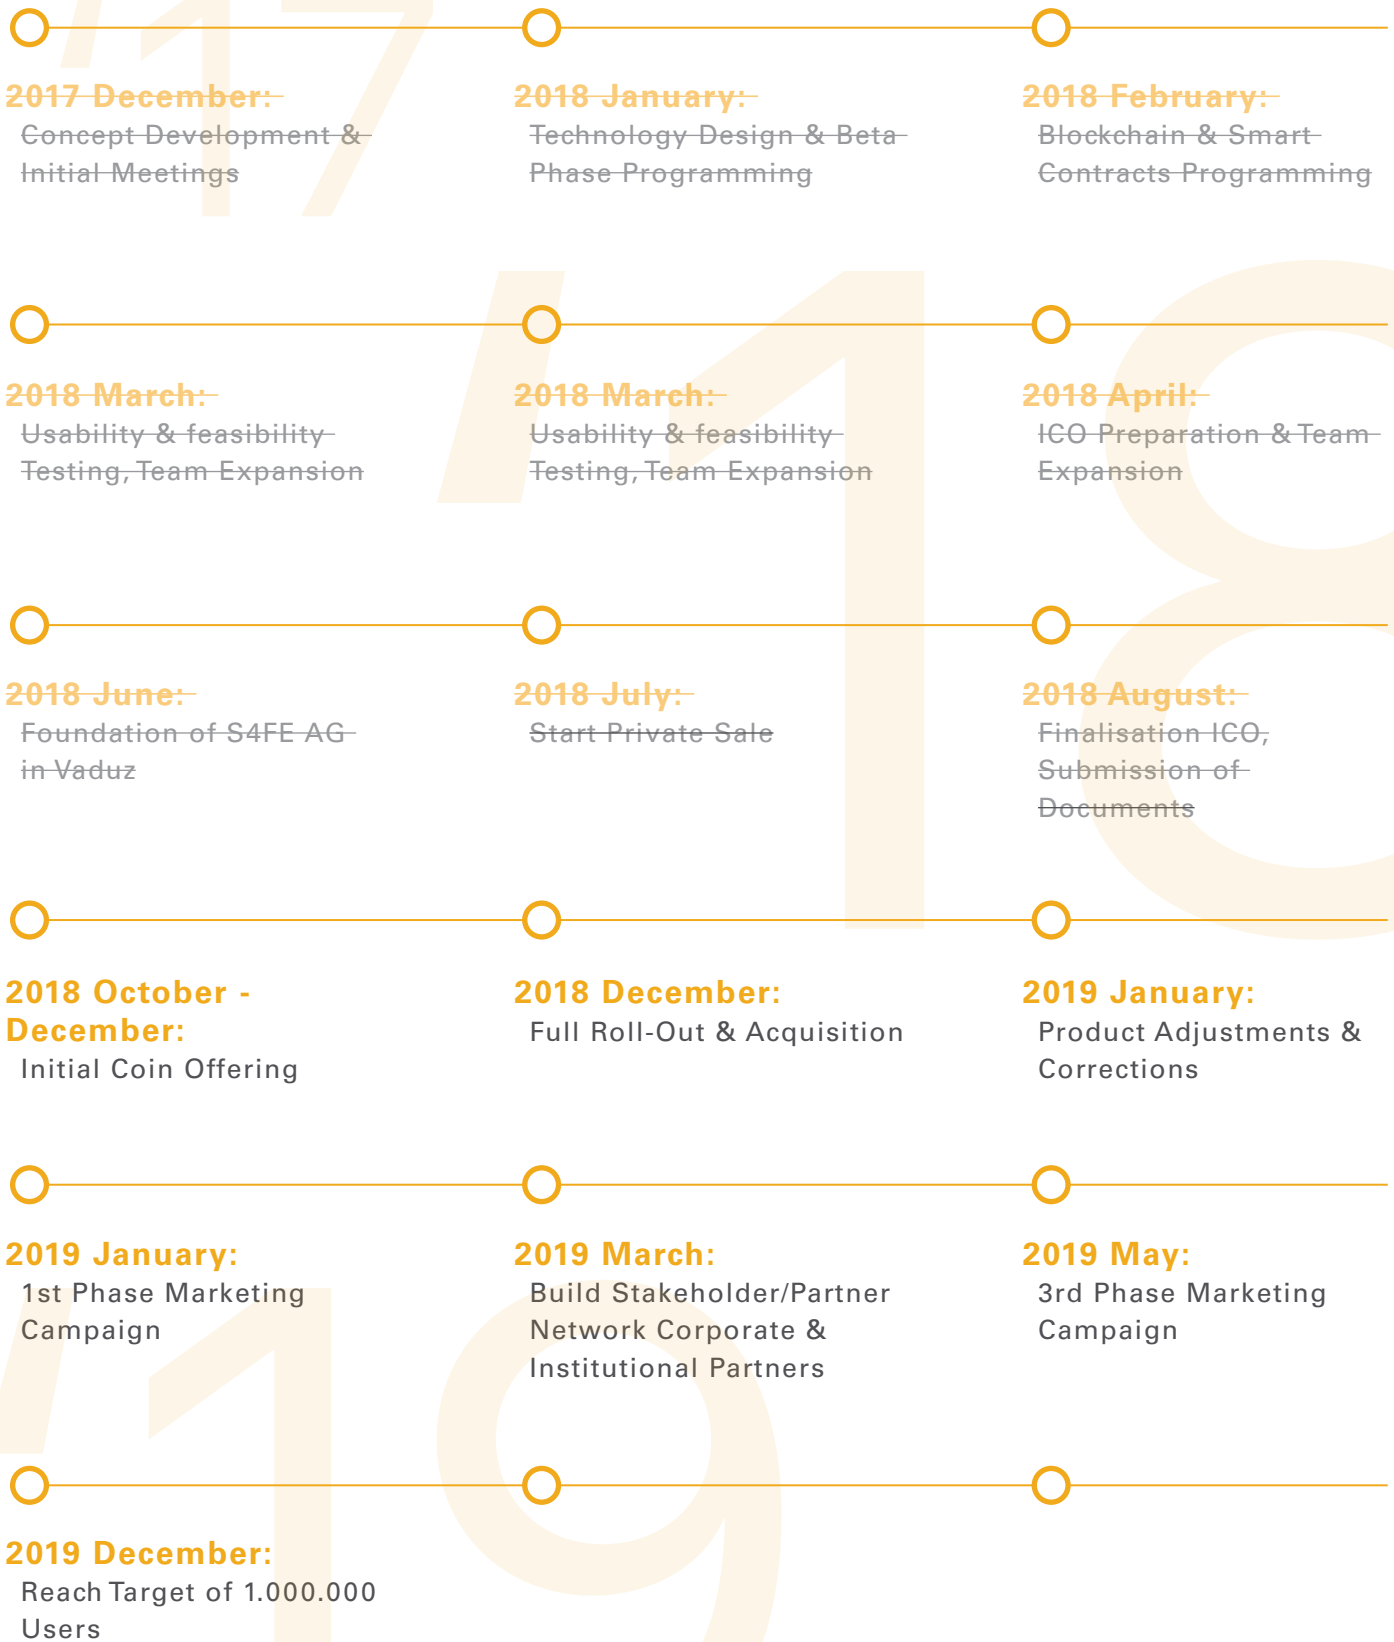 '17
2017 December:
Concept Development &
Initial Meetings
2018 January:
Technology Design & Beta
Phase Programming
2018 February:
Blockchain & Smart
Contracts Programming
'18
2018 March:
Usability & feasibility
Testing, Team Expansion
2018 March:
Usability & feasibility
Testing, Team Expansion
2018 April:
ICO Preparation & Team
Expansion
2018 June:
Foundation of S4FE AG
in Vaduz
2018 July:
Start Private Sale
2018 August:
Finalisation ICO,
Submission of
Documents
2018 October -
December:
Initial Coin Offering
2018 December:
Full Roll-Out & Acquisition
2019 January:
Product Adjustments &
Corrections
'19
2019 January:
1st Phase Marketing
Campaign
2019 March:
Build Stakeholder/Partner
Network Corporate &
Institutional Partners
2019 May:
3rd Phase Marketing
Campaign
2019 December:
Reach Target of 1.000.000
Users